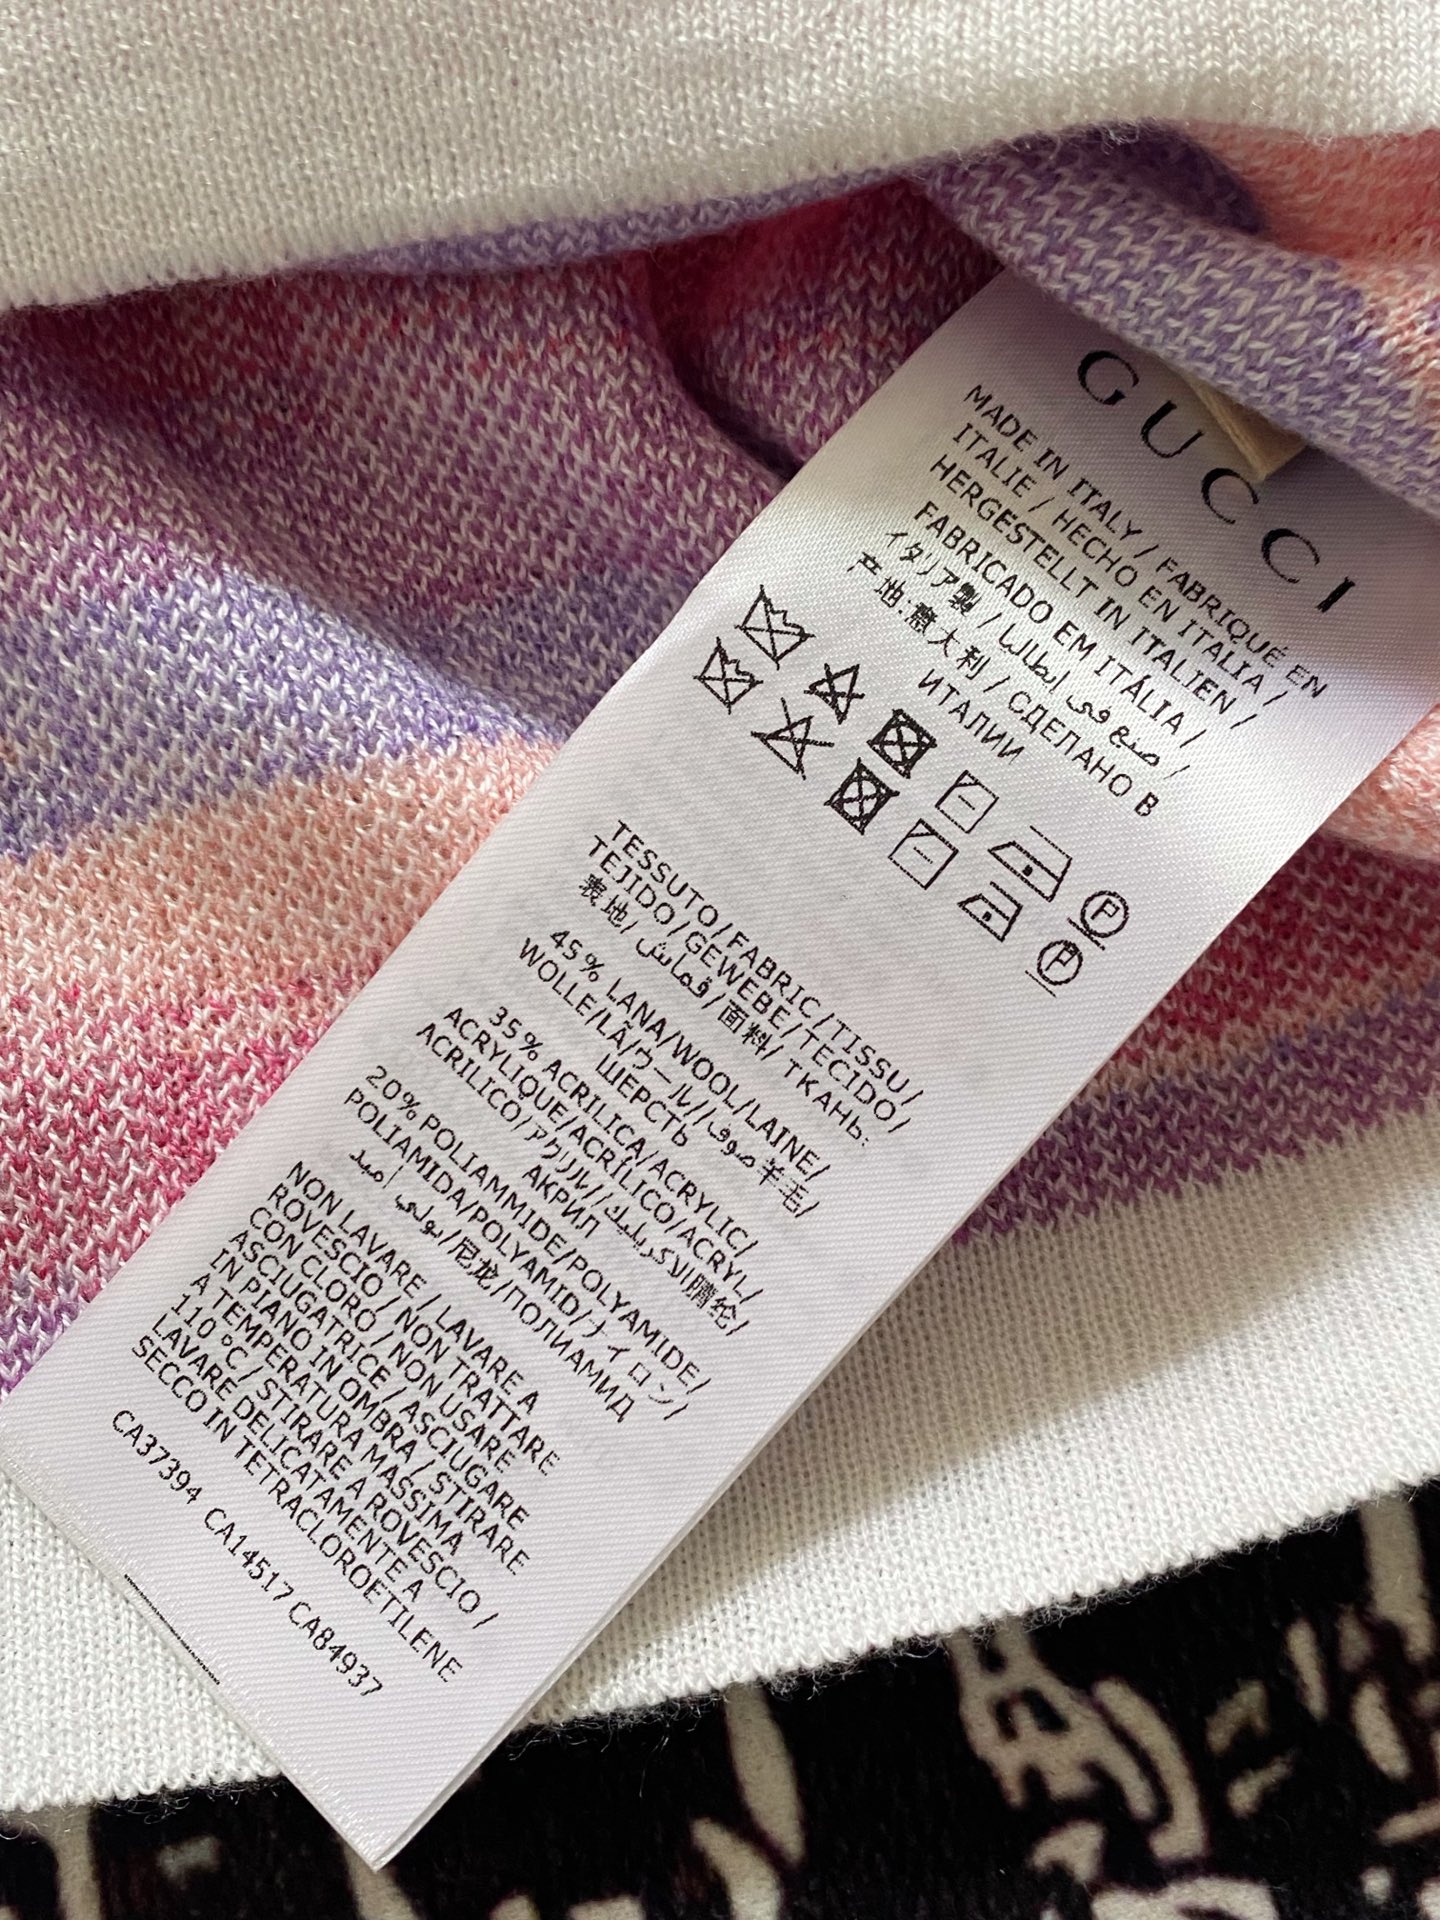 GUCCI
MADE IN ITALY / FABRIQUÉ EN
ITALIE / HECHO EN ITALIA /
HERGESTELLT IN ITALIEN /
FABRICADO EM ITÁLIA /
イタリア製 / صنع في إيطاليا /
产地:意大利 / СДЕЛАНО В
ИТАЛИИ
P
P
TESSUTO/FABRIC/TISSU/
TEJIDO/GEWEBE/TECIDO/
表地/ قماش/面料/ ТКАНЬ:
45% LANA/WOOL/LAINE/
WOLLE/LÃ/ウール/صوف/羊毛/
ШЕРСТЬ
35% ACRILICA/ACRYLIC/
ACRYLIQUE/ACRÍLICO/ACRYL/
ACRILICO/アクリル/الاكريليك/腈纶/
АКРИЛ
20% POLIAMMIDE/POLYAMIDE/
POLIAMIDA/POLYAMID/ナイロン/
بولي أميد/尼龙/ПОЛИАМИД
NON LAVARE / LAVARE A
ROVESCIO / NON TRATTARE
CON CLORO / NON USARE
ASCIUGATRICE / ASCIUGARE
IN PIANO IN OMBRA / STIRARE
A TEMPERATURA MASSIMA
110 °C / STIRARE A ROVESCIO /
LAVARE DELICATAMENTE A
SECCO IN TETRACLOROETILENE
CA37394 CA14517 CA84937